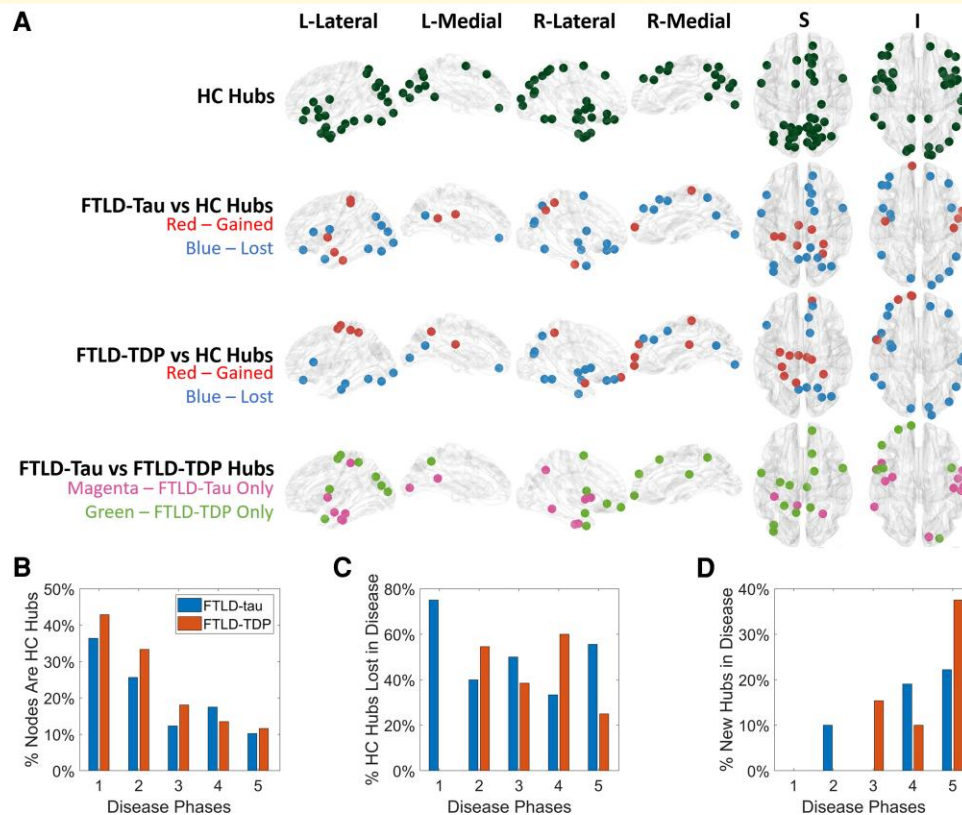 A
L-Lateral
L-Medial
R-Lateral
R-Medial
S
I
HC Hubs
FTLD-Tau vs HC Hubs
Red – Gained
Blue – Lost
FTLD-TDP vs HC Hubs
Red – Gained
Blue – Lost
FTLD-Tau vs FTLD-TDP Hubs
Magenta – FTLD-Tau Only
Green – FTLD-TDP Only
B
% Nodes Are HC Hubs
50%
40%
30%
20%
10%
0%
FTLD-tau
FTLD-TDP
1 2 3 4 5
Disease Phases
C
% HC Hubs Lost in Disease
80%
60%
40%
20%
0%
1 2 3 4 5
Disease Phases
D
% New Hubs in Disease
40%
30%
20%
10%
0%
1 2 3 4 5
Disease Phases